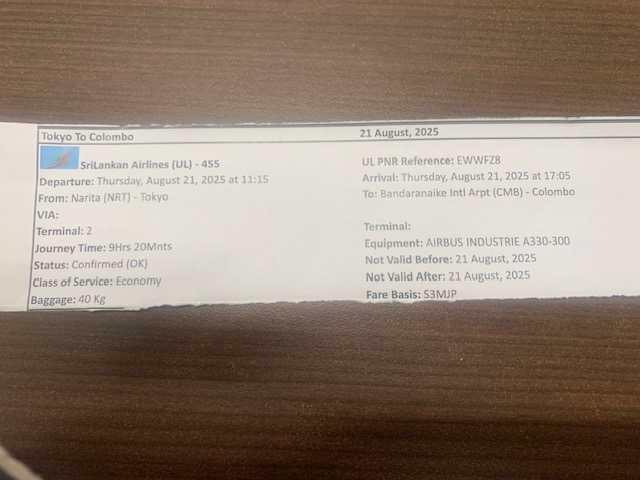 Tokyo To Colombo 21 August, 2025
SriLankan Airlines (UL) - 455
Departure: Thursday, August 21, 2025 at 11:15
From: Narita (NRT) - Tokyo
VIA:
Terminal: 2
Journey Time: 9Hrs 20Mnts
Status: Confirmed (OK)
Class of Service: Economy
Baggage: 40 Kg
UL PNR Reference: EWWFZ8
Arrival: Thursday, August 21, 2025 at 17:05
To: Bandaranaike Intl Arpt (CMB) - Colombo
Terminal:
Equipment: AIRBUS INDUSTRIE A330-300
Not Valid Before: 21 August, 2025
Not Valid After: 21 August, 2025
Fare Basis: S3MJP